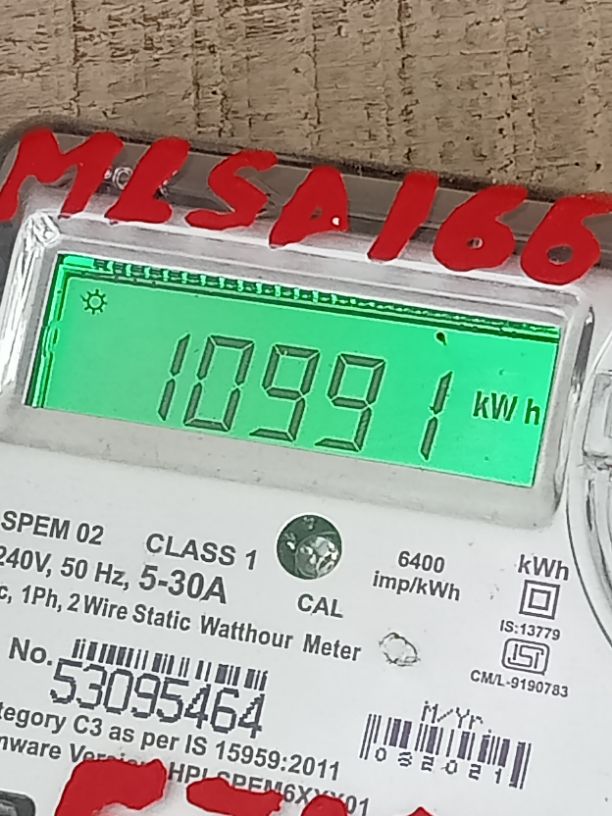 MLSA166
10991 kWh
SPEM 02 CLASS 1
240V, 50 Hz, 5-30A
6400
imp/kWh
kWh
CAL
1Ph, 2 Wire Static Watthour Meter
IS:13779
CM/L-9190783
No. 53095464
M/Yr.
032021
C3 as per IS 15959:2011